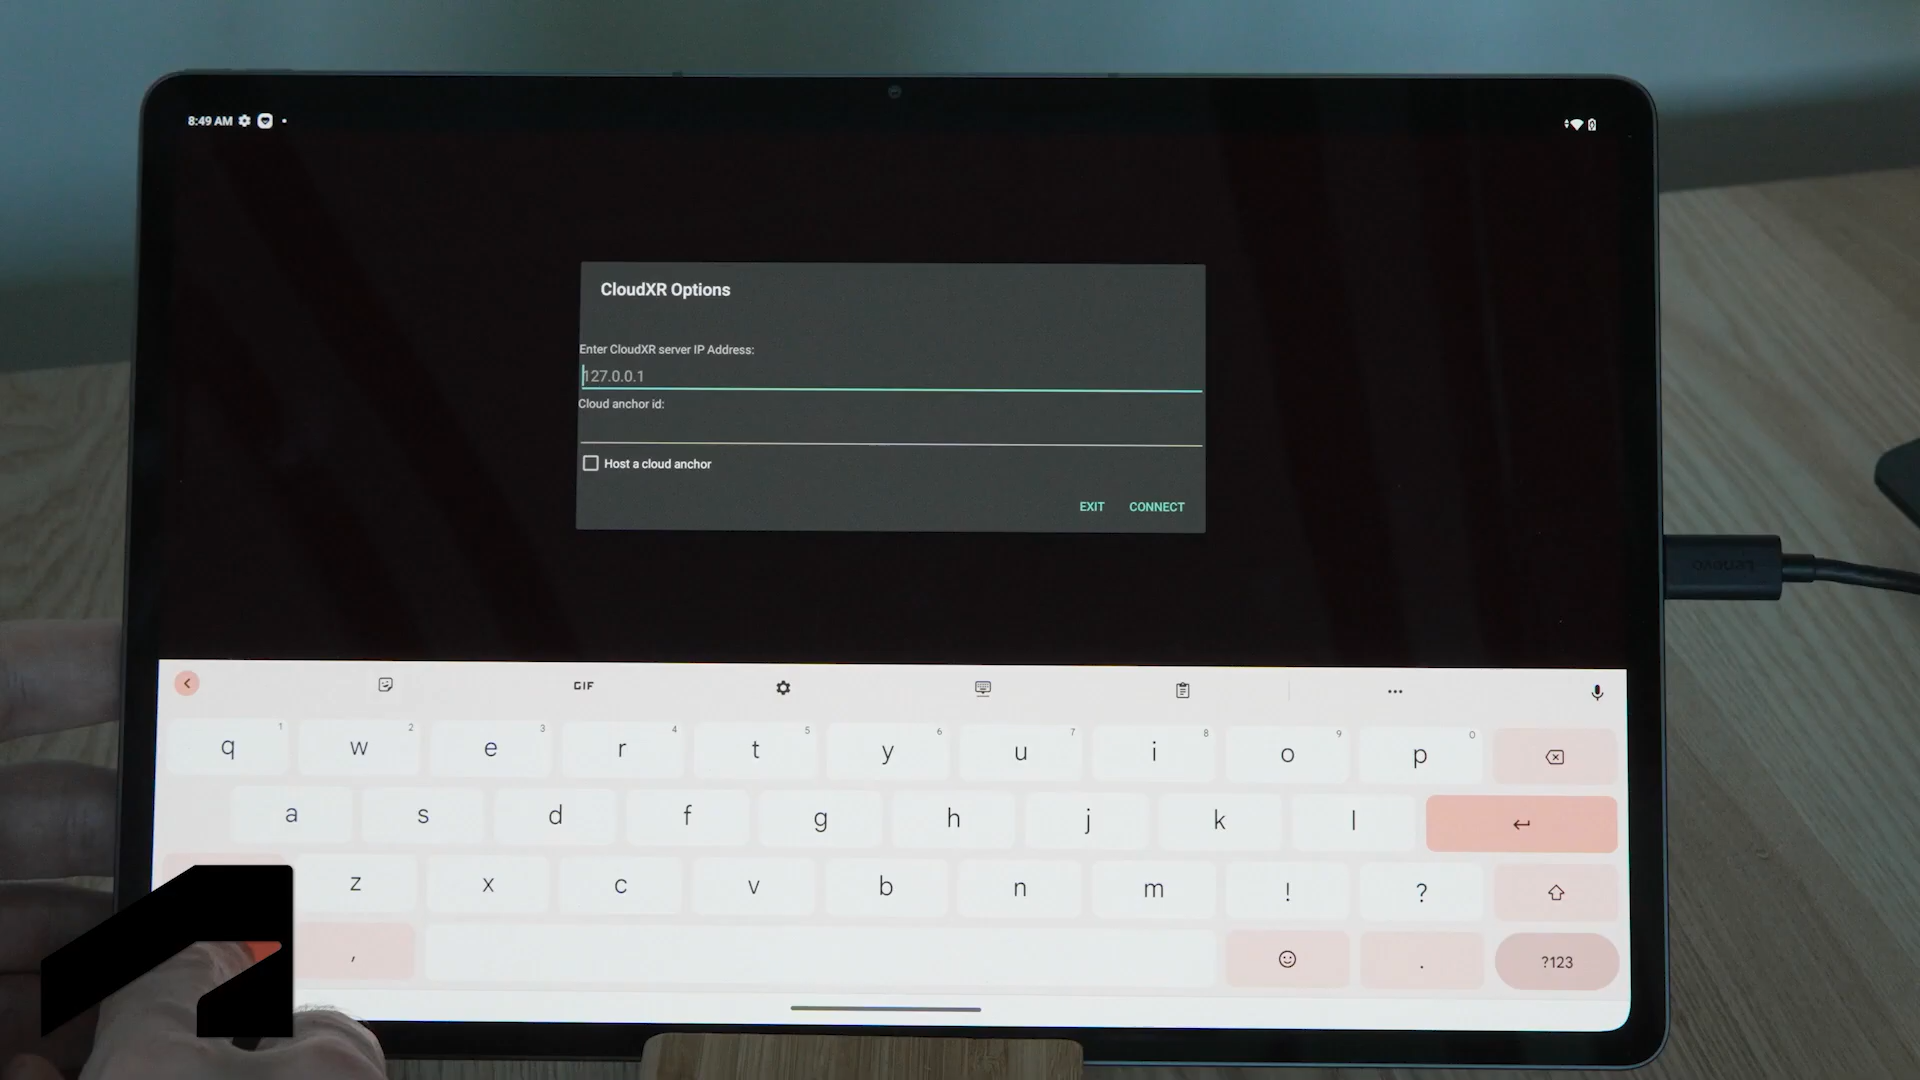 8:49 AM
CloudXR Options
Enter CloudXR server IP Address:
127.0.0.1
Cloud anchor id:
Host a cloud anchor
EXIT CONNECT
GIF
1 2 3 4 5 6 7 8 9 0
q w e r t y u i o p
a s d f g h j k l
z x c v b n m ! ?
, . ?123
Lenovo